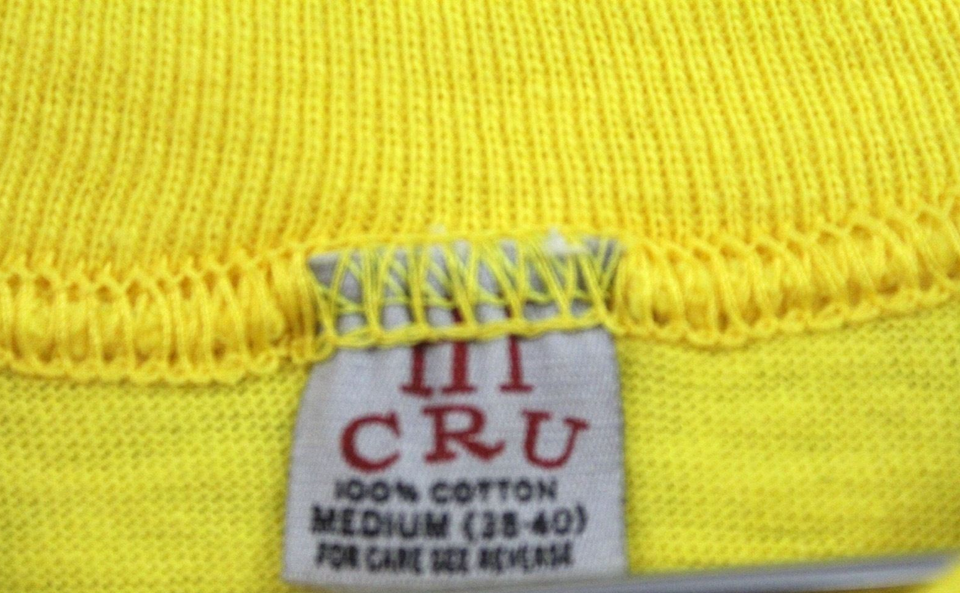 CRU
100% COTTON
MEDIUM (38-40)
FOR CARE SEE REVERSE